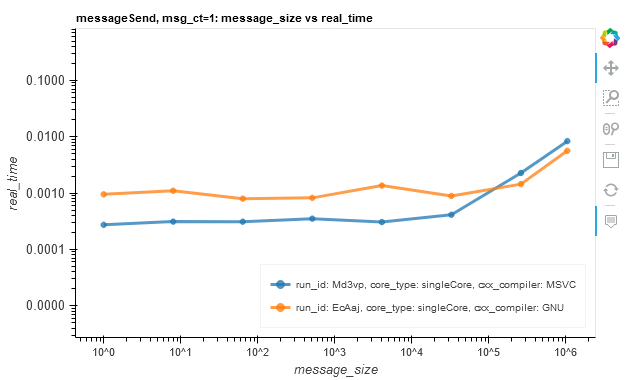 messageSend, msg_ct=1: message_size vs real_time
0.1000
0.0100
0.0010
0.0001
0.0000
real_time
run_id: Md3vp, core_type: singleCore, cxx_compiler: MSVC
run_id: EcAaj, core_type: singleCore, cxx_compiler: GNU
10^0
10^1
10^2
10^3
10^4
10^5
10^6
message_size